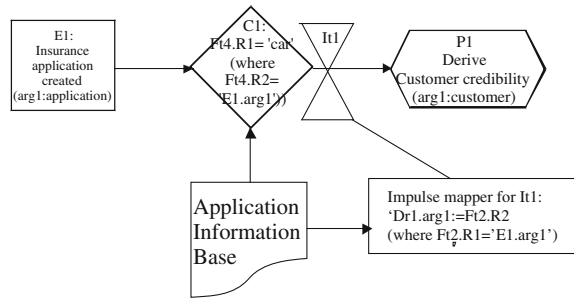 E1:
Insurance
application
created
(arg1:application)
C1:
Ft4.R1= 'car'
(where
Ft4.R2=
'E1.arg1'))
It1
P1
Derive
Customer credibility
(arg1:customer)
Application
Information
Base
Impulse mapper for It1:
‘Dr1.arg1:=Ft2.R2
(where Ft2.R1=’E1.arg1’)